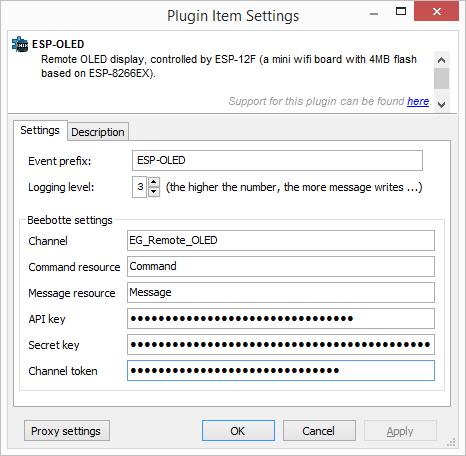 Plugin Item Settings
ESP-OLED
Remote OLED display, controlled by ESP-12F (a mini wifi board with 4MB flash
based on ESP-8266EX).
Support for this plugin can be found here.
Settings Description
Event prefix: ESP-OLED
Logging level: 3 (the higher the number, the more message writes ...)
Beebotte settings
Channel EG_Remote_OLED
Command resource Command
Message resource Message
API key ●●●●●●●●●●●●●●●●●●●●●●●●●●●●●●●●
Secret key ●●●●●●●●●●●●●●●●●●●●●●●●●●●●●●●●●●●●●●●●●●●
Channel token ●●●●●●●●●●●●●●●●●●●●●●●●●●●●●●
Proxy settings OK Cancel Apply